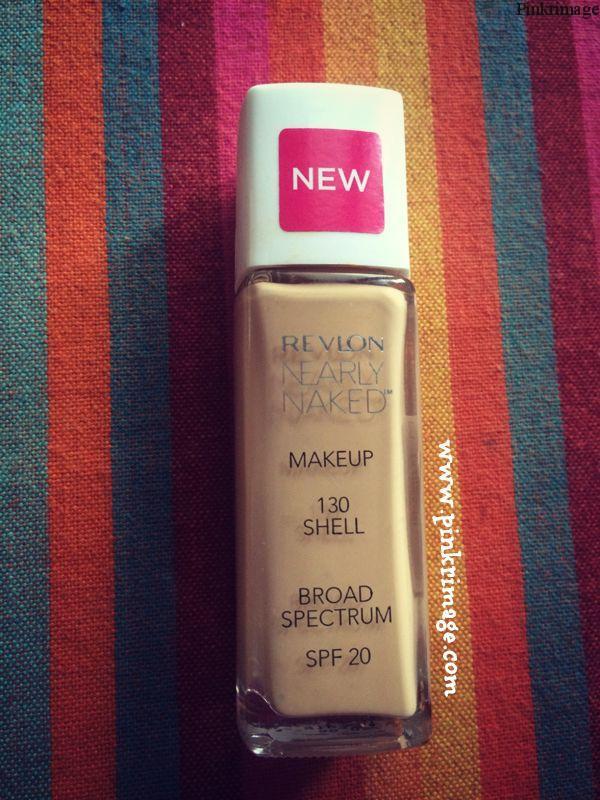 Pinkrimage
NEW
REVLON
NEARLY
NAKED™
MAKEUP
130
SHELL
BROAD
SPECTRUM
SPF 20
www.pinkrimage.com